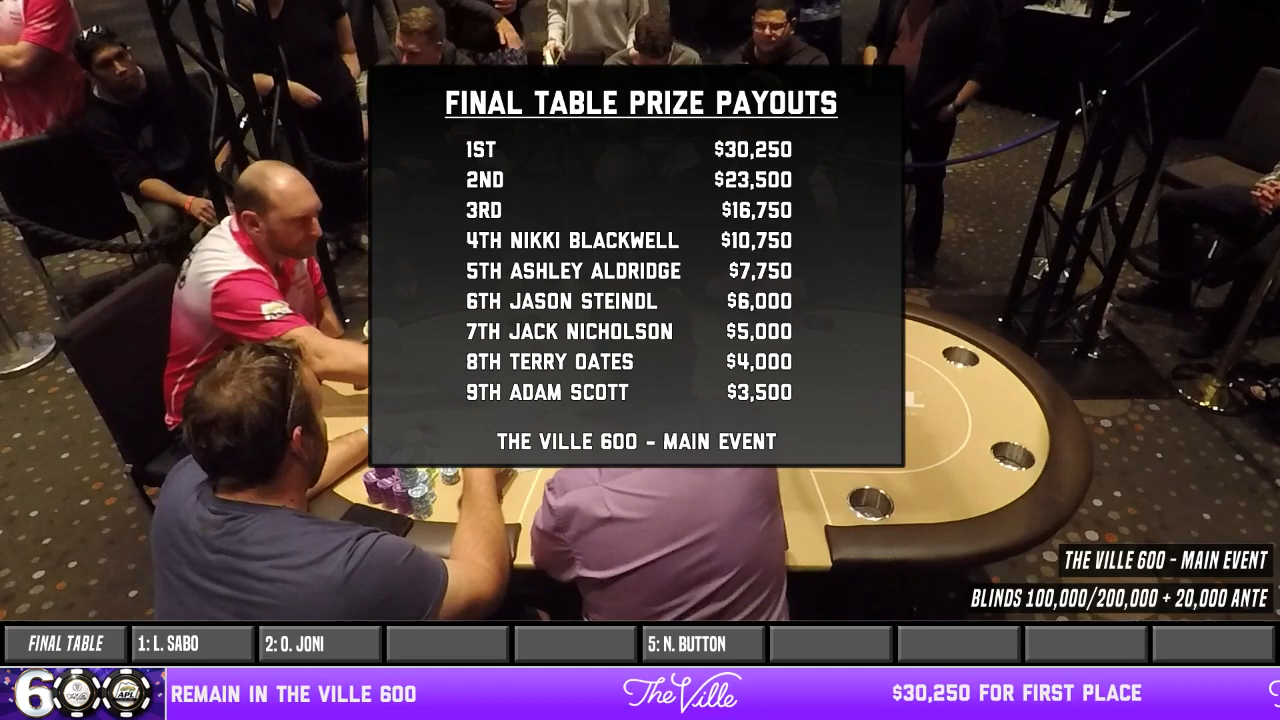 FINAL TABLE PRIZE PAYOUTS
1ST $30,250
2ND $23,500
3RD $16,750
4TH NIKKI BLACKWELL $10,750
5TH ASHLEY ALDRIDGE $7,750
6TH JASON STEINDL $6,000
7TH JACK NICHOLSON $5,000
8TH TERRY OATES $4,000
9TH ADAM SCOTT $3,500
THE VILLE 600 - MAIN EVENT
THE VILLE 600 - MAIN EVENT
BLINDS 100,000/200,000 + 20,000 ANTE
FINAL TABLE 1: L. SABO 2: O. JONI 5: N. BUTTON
600 APL REMAIN IN THE VILLE 600 The Ville $30,250 FOR FIRST PLACE